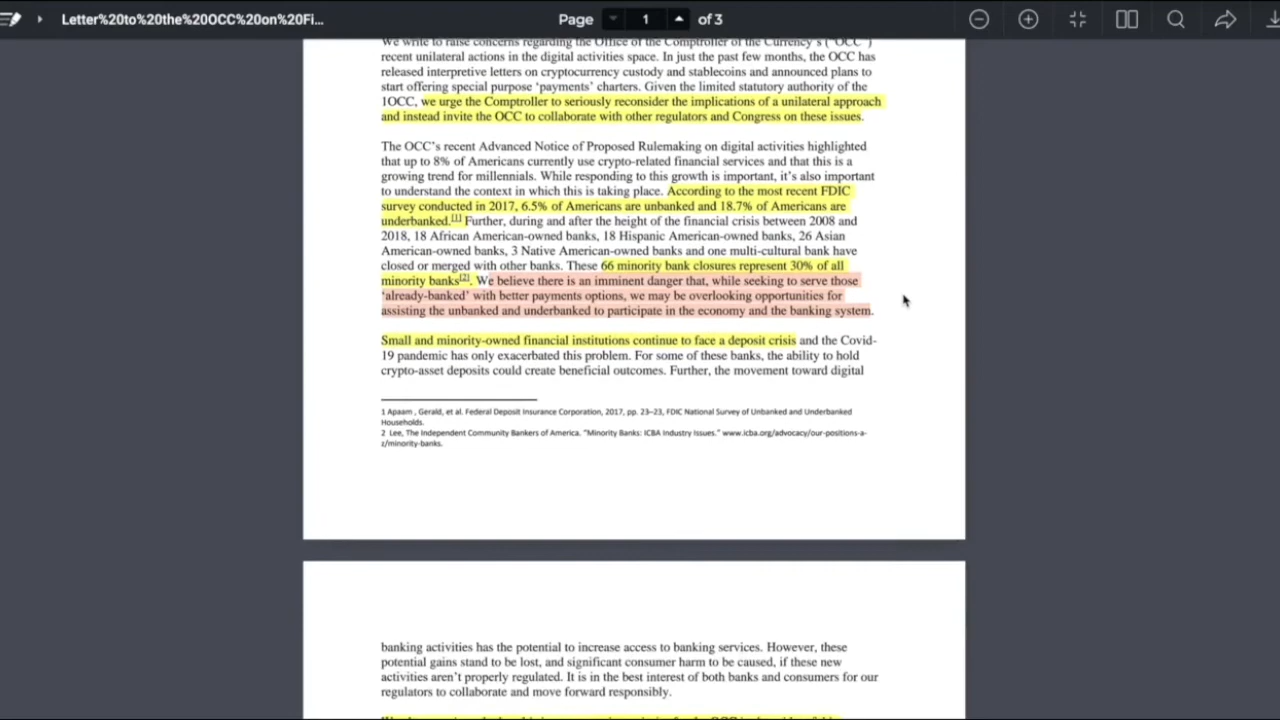 Letter%20to%20the%20OCC%20on%20Fi...
Page 1 of 3
We write to raise concerns regarding the Office of the Comptroller of the Currency's ("OCC")
recent unilateral actions in the digital activities space. In just the past few months, the OCC has
released interpretive letters on cryptocurrency custody and stablecoins and announced plans to
start offering special purpose 'payments' charters. Given the limited statutory authority of the
1OCC, we urge the Comptroller to seriously reconsider the implications of a unilateral approach
and instead invite the OCC to collaborate with other regulators and Congress on these issues.
The OCC's recent Advanced Notice of Proposed Rulemaking on digital activities highlighted
that up to 8% of Americans currently use crypto-related financial services and that this is a
growing trend for millennials. While responding to this growth is important, it's also important
to understand the context in which this is taking place. According to the most recent FDIC
survey conducted in 2017, 6.5% of Americans are unbanked and 18.7% of Americans are
underbanked.[1] Further, during and after the height of the financial crisis between 2008 and
2018, 18 African American-owned banks, 18 Hispanic American-owned banks, 26 Asian
American-owned banks, 3 Native American-owned banks and one multi-cultural bank have
closed or merged with other banks. These 66 minority bank closures represent 30% of all
minority banks[2]. We believe there is an imminent danger that, while seeking to serve those
'already-banked' with better payments options, we may be overlooking opportunities for
assisting the unbanked and underbanked to participate in the economy and the banking system.
Small and minority-owned financial institutions continue to face a deposit crisis and the Covid-
19 pandemic has only exacerbated this problem. For some of these banks, the ability to hold
crypto-asset deposits could create beneficial outcomes. Further, the movement toward digital
1 Apaam , Gerald, et al. Federal Deposit Insurance Corporation, 2017, pp. 23–23, FDIC National Survey of Unbanked and Underbanked
Households.
2 Lee, The Independent Community Bankers of America. "Minority Banks: ICBA Industry Issues." www.icba.org/advocacy/our-positions-a-
z/minority-banks.
banking activities has the potential to increase access to banking services. However, these
potential gains stand to be lost, and significant consumer harm to be caused, if these new
activities aren't properly regulated. It is in the best interest of both banks and consumers for our
regulators to collaborate and move forward responsibly.